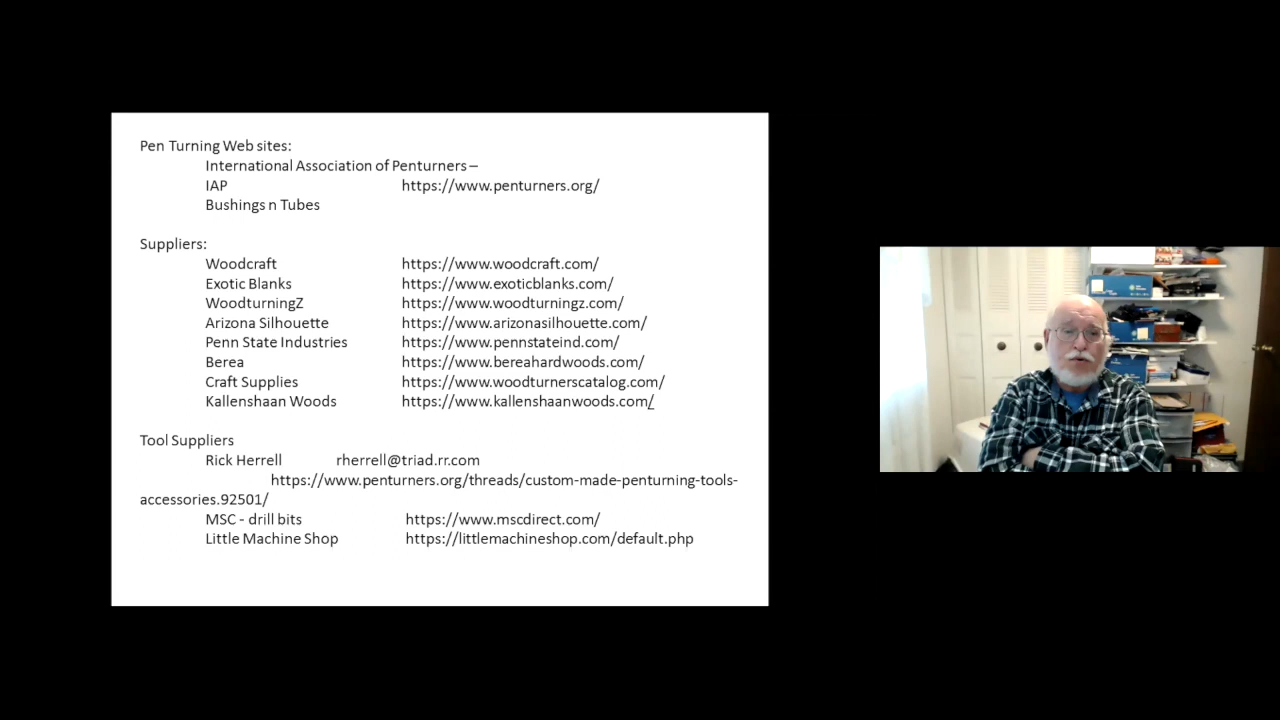 Pen Turning Web sites:
International Association of Penturners –
IAP https://www.penturners.org/
Bushings n Tubes
Suppliers:
Woodcraft https://www.woodcraft.com/
Exotic Blanks https://www.exoticblanks.com/
WoodturningZ https://www.woodturningz.com/
Arizona Silhouette https://www.arizonasilhouette.com/
Penn State Industries https://www.pennstateind.com/
Berea https://www.bereahardwoods.com/
Craft Supplies https://www.woodturnerscatalog.com/
Kallenshaan Woods https://www.kallenshaanwoods.com/
Tool Suppliers
Rick Herrell rherrell@triad.rr.com
https://www.penturners.org/threads/custom-made-penturning-tools-
accessories.92501/
MSC - drill bits https://www.mscdirect.com/
Little Machine Shop https://littlemachineshop.com/default.php